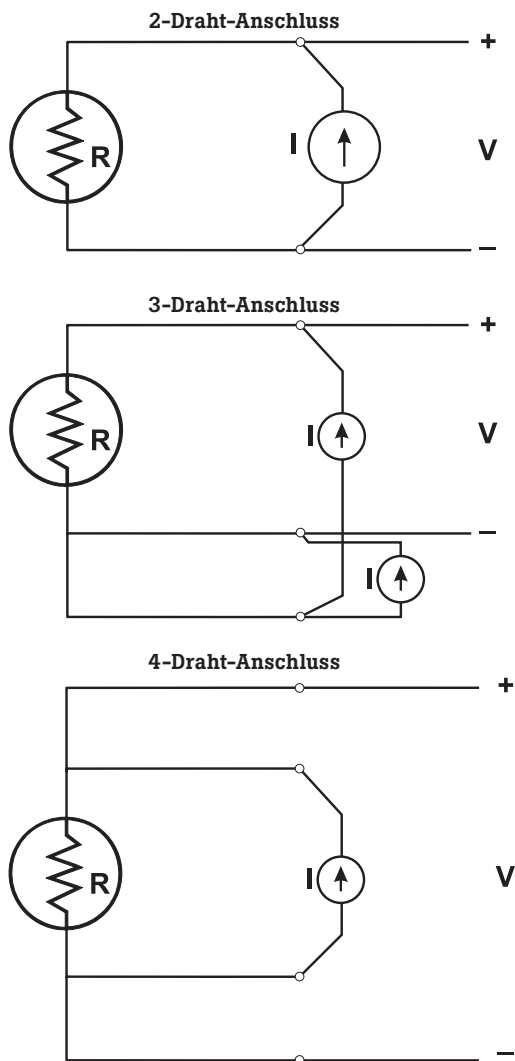 2-Draht-Anschluss
+
I
R
V
–
3-Draht-Anschluss
+
I
R
V
–
I
4-Draht-Anschluss
+
I
R
V
–